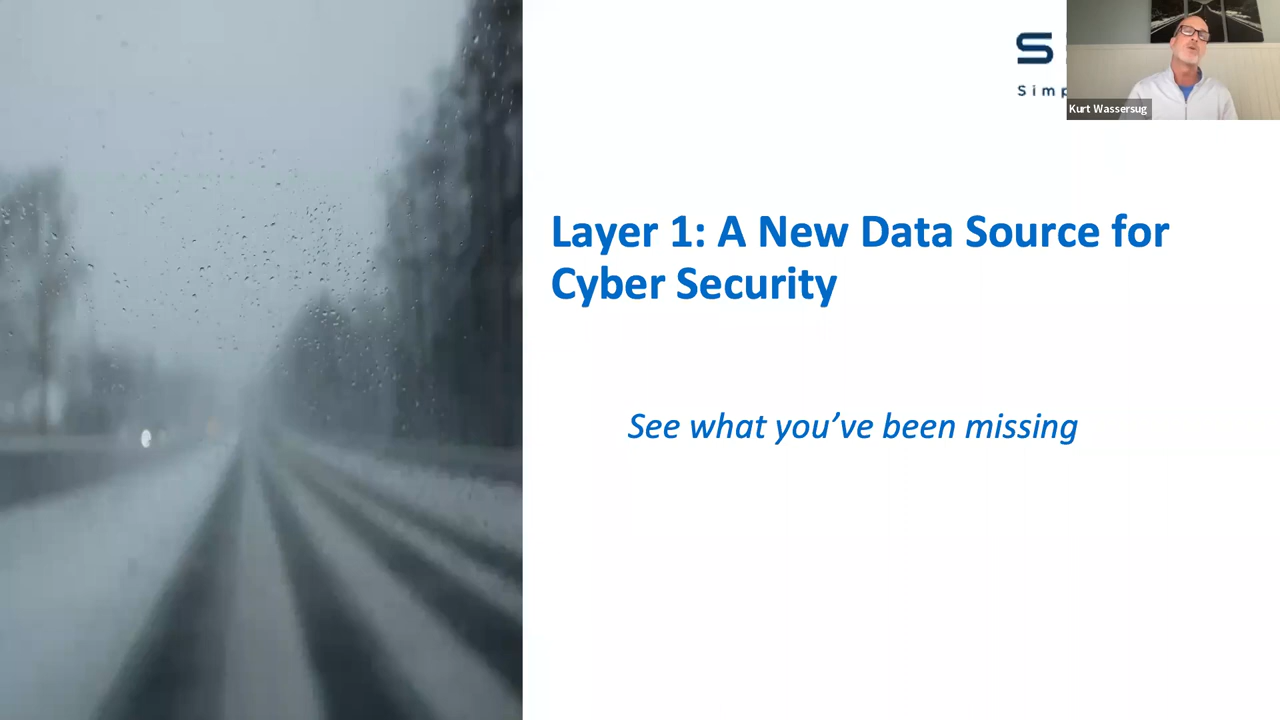 Kurt Wassersug
Layer 1: A New Data Source for
Cyber Security
See what you’ve been missing